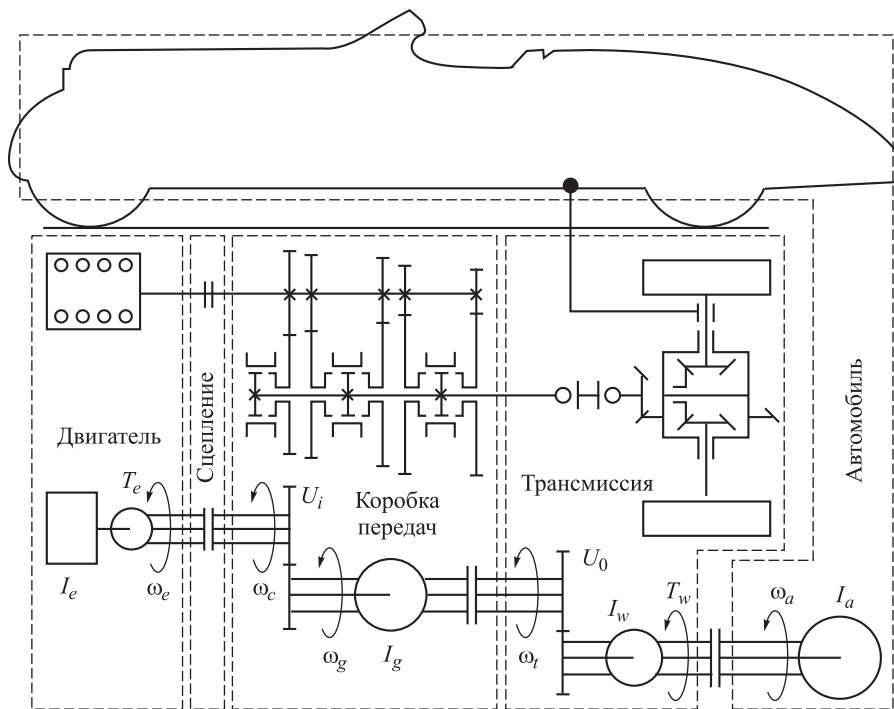 Двигатель
Сцепление
Коробка
передач
Трансмиссия
Автомобиль
T_e
U_i
U_0
I_e
ω_e
ω_c
ω_g
I_g
ω_t
I_w
T_w
ω_a
I_a